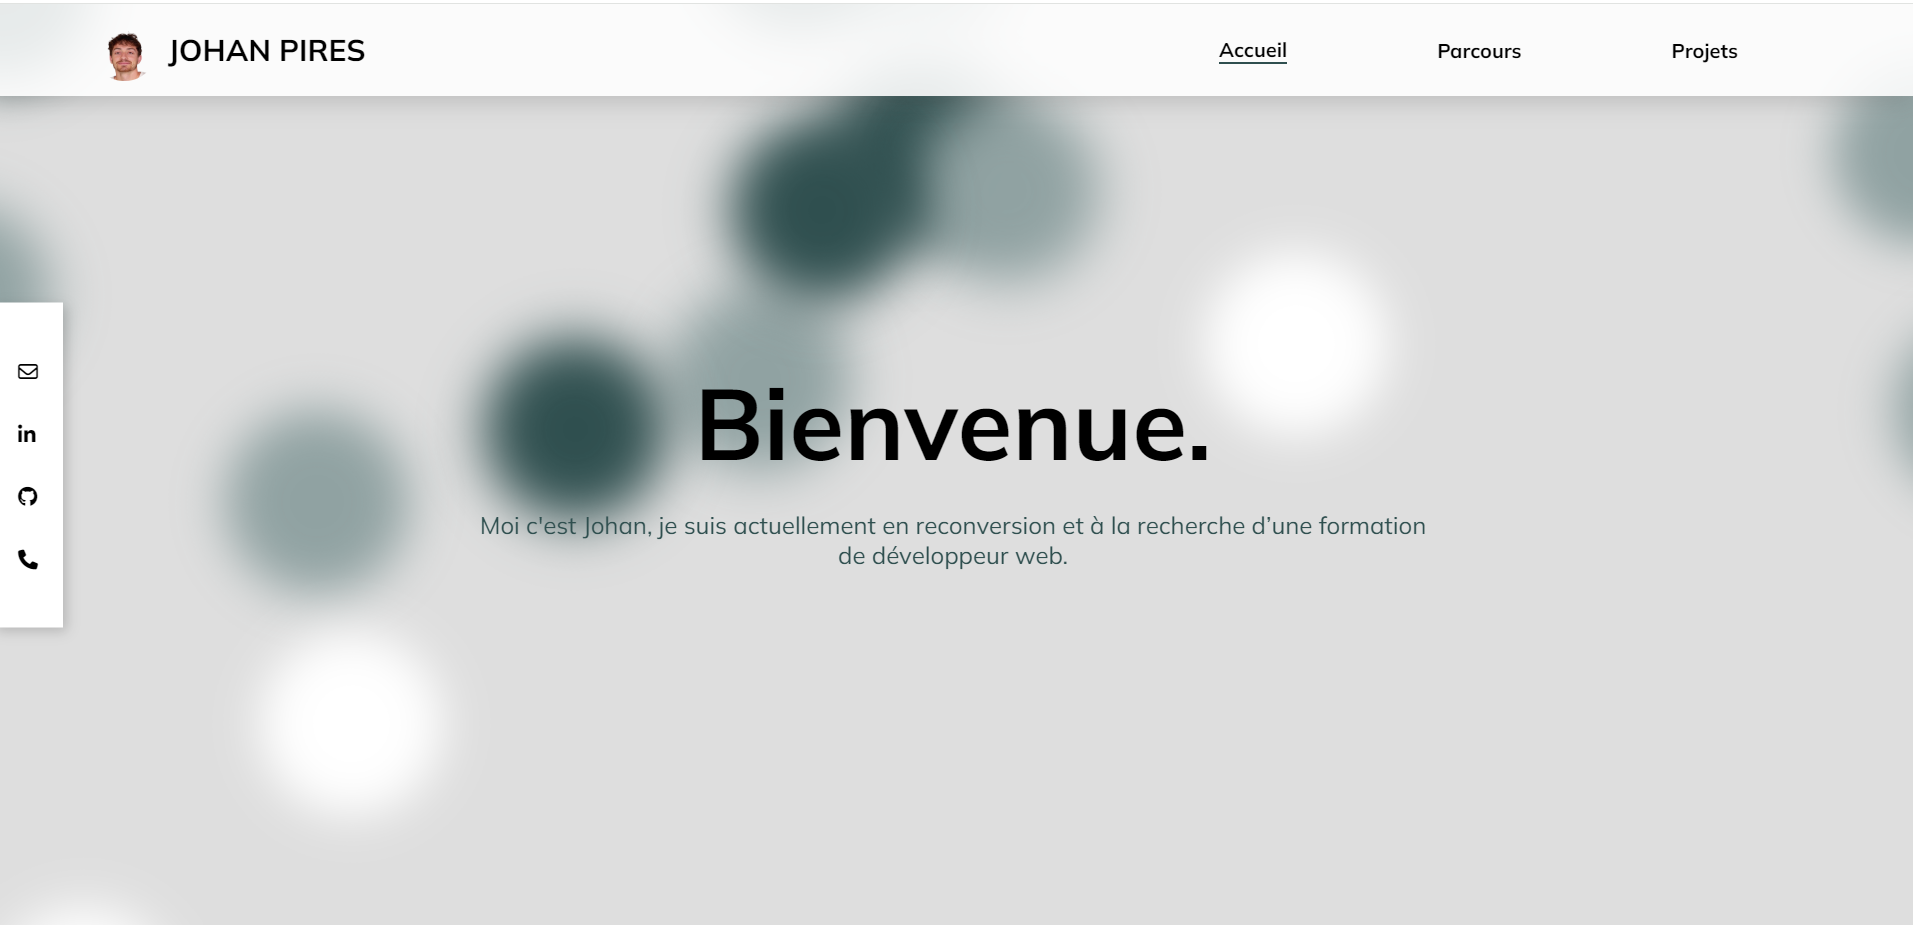 JOHAN PIRES
Accueil
Parcours
Projets
in
Bienvenue.
Moi c'est Johan, je suis actuellement en reconversion et à la recherche d’une formation
de développeur web.